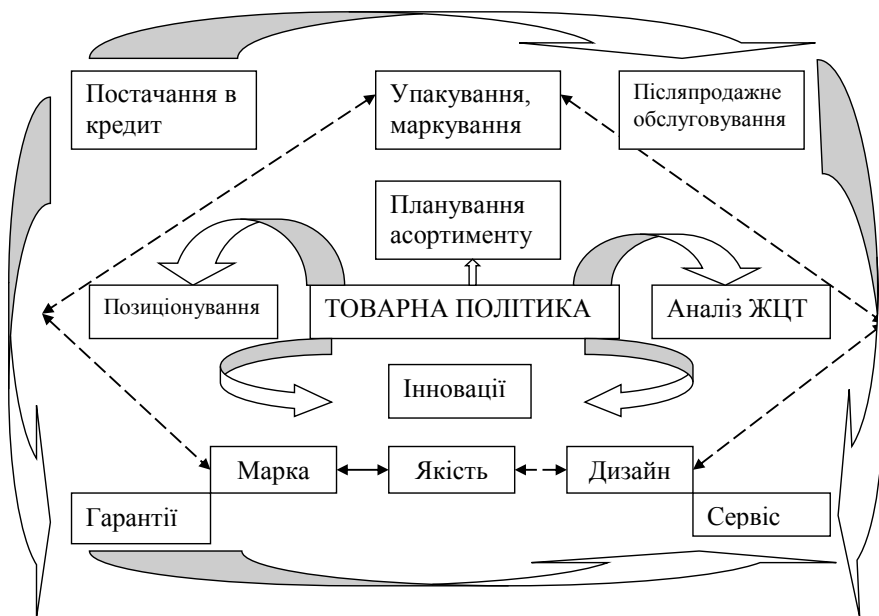 Постачання в
кредит
Упакування,
маркування
Післяпродажне
обслуговування
Планування
асортименту
Позиціонування
ТОВАРНА ПОЛІТИКА
Аналіз ЖЦТ
Інновації
Марка
Якість
Дизайн
Гарантії
Сервіс